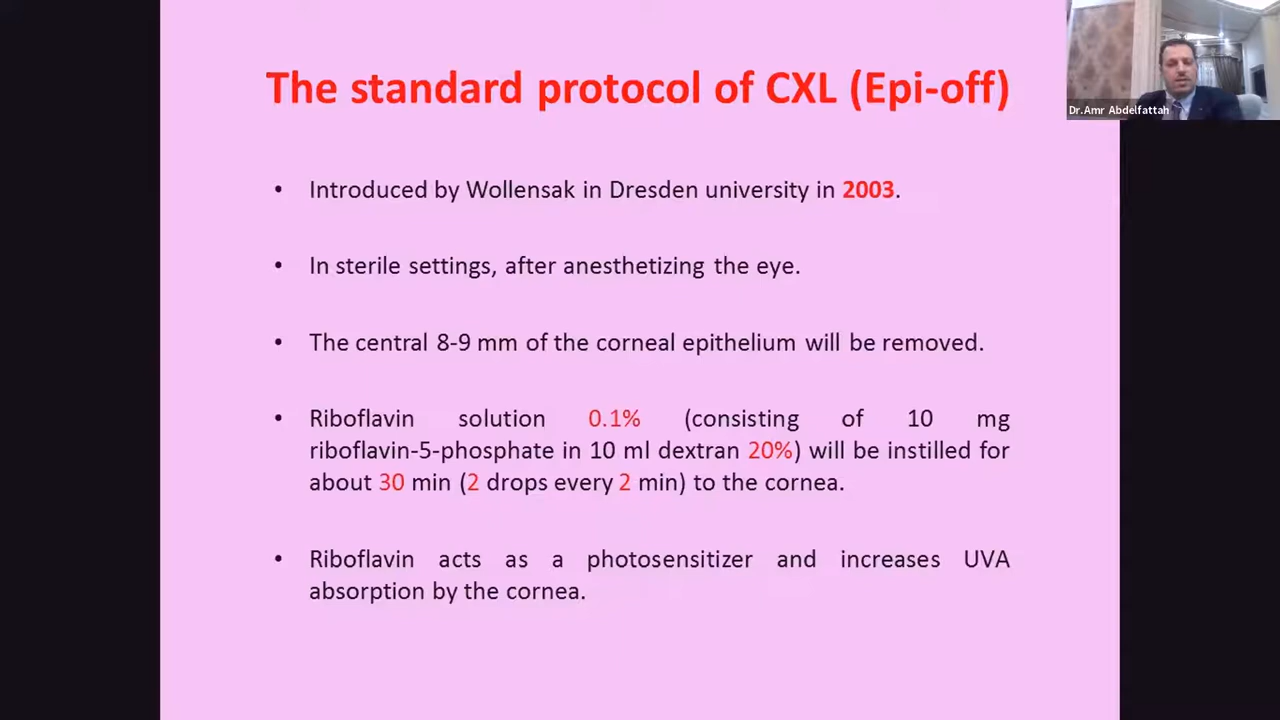 The standard protocol of CXL (Epi-off)
Dr.Amr Abdelfattah
• Introduced by Wollensak in Dresden university in 2003.
• In sterile settings, after anesthetizing the eye.
• The central 8-9 mm of the corneal epithelium will be removed.
• Riboflavin solution 0.1% (consisting of 10 mg
riboflavin-5-phosphate in 10 ml dextran 20%) will be instilled for
about 30 min (2 drops every 2 min) to the cornea.
• Riboflavin acts as a photosensitizer and increases UVA
absorption by the cornea.